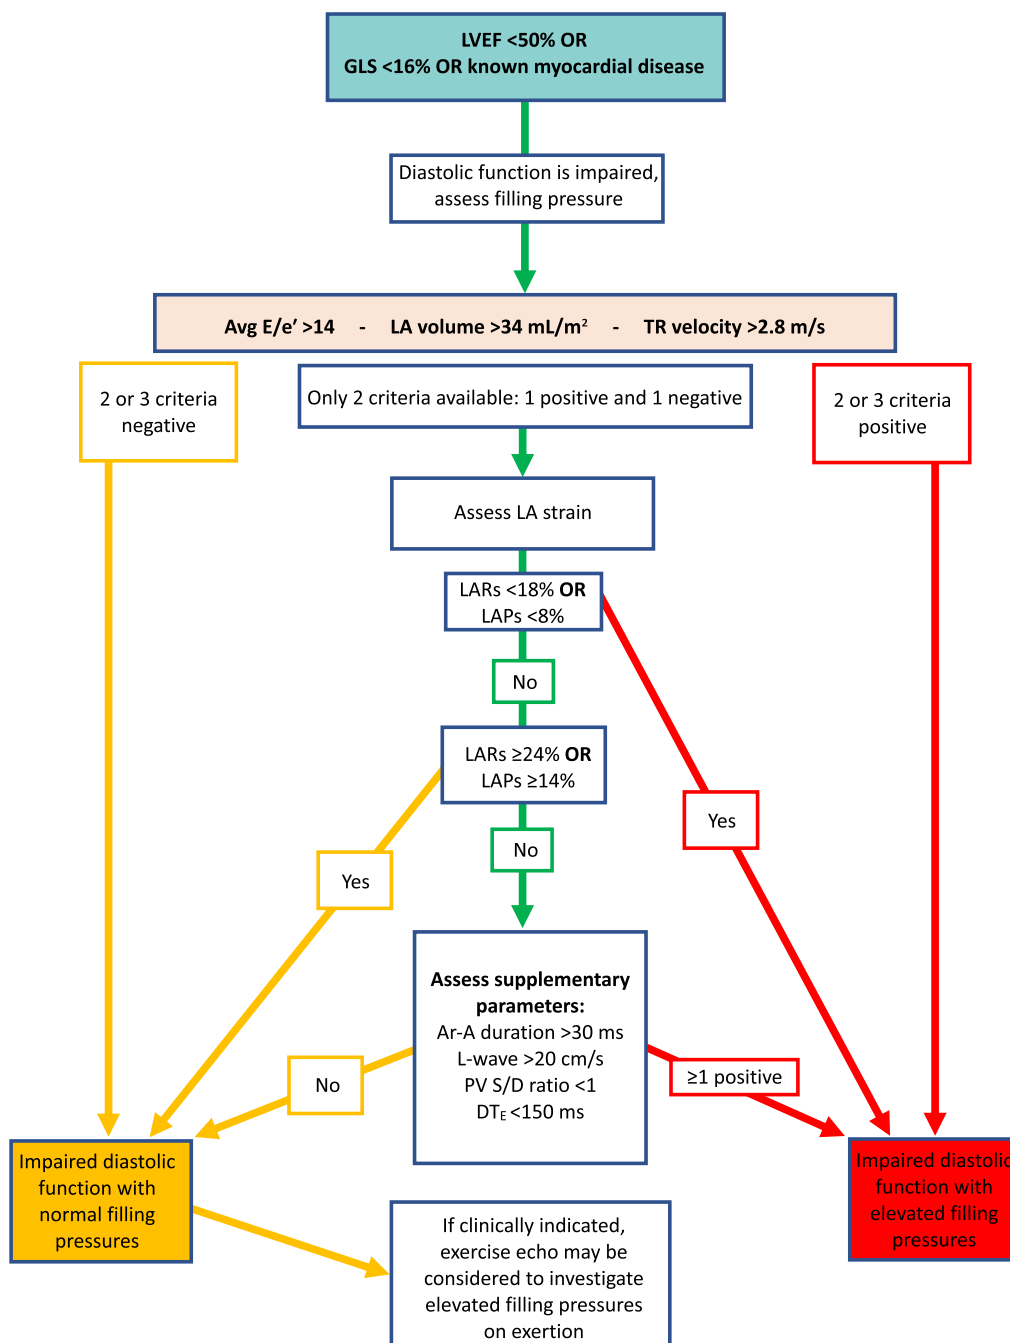 LVEF <50% OR
GLS <16% OR known myocardial disease
Diastolic function is impaired,
assess filling pressure
Avg E/e’ >14 - LA volume >34 mL/m² - TR velocity >2.8 m/s
2 or 3 criteria
negative
Only 2 criteria available: 1 positive and 1 negative
2 or 3 criteria
positive
Assess LA strain
LARs <18% OR
LAPs <8%
No
LARs ≥24% OR
LAPs ≥14%
Yes
No
Yes
Assess supplementary
parameters:
Ar-A duration >30 ms
L-wave >20 cm/s
PV S/D ratio <1
DTE <150 ms
No
≥1 positive
Impaired diastolic
function with
normal filling
pressures
Impaired diastolic
function with
elevated filling
pressures
If clinically indicated,
exercise echo may be
considered to investigate
elevated filling pressures
on exertion